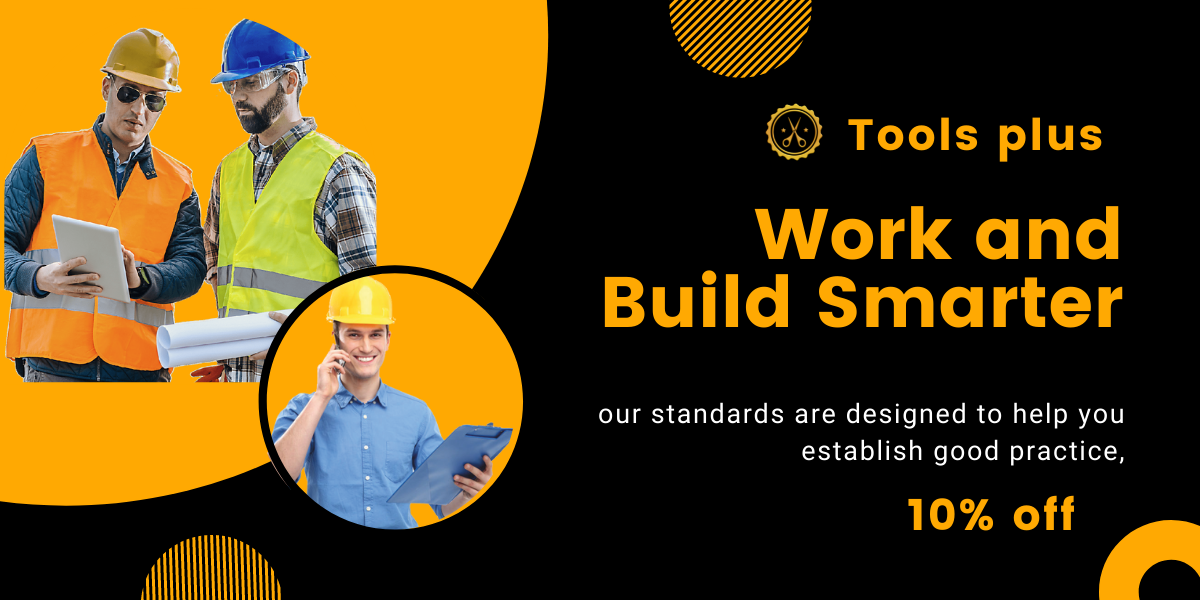 Tools plus
Work and
Build Smarter
our standards are designed to help you
establish good practice,
10% off